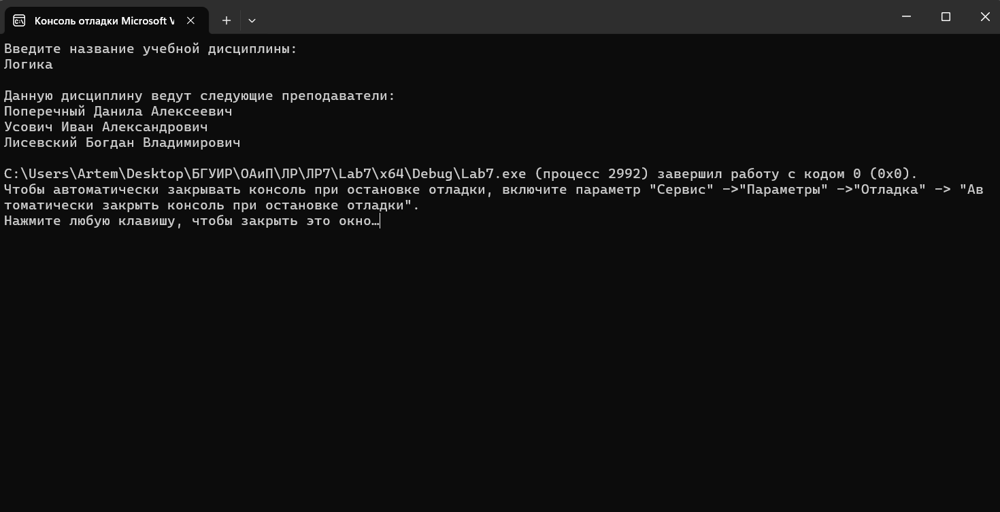 Консоль отладки Microsoft V
Введите название учебной дисциплины:
Логика
Данную дисциплину ведут следующие преподаватели:
Поперечный Данила Алексеевич
Усович Иван Александрович
Лисевский Богдан Владимирович
C:\Users\Artem\Desktop\БГУИР\ОАиП\ЛР\ЛР7\Lab7\x64\Debug\Lab7.exe (процесс 2992) завершил работу с кодом 0 (0x0).
Чтобы автоматически закрывать консоль при остановке отладки, включите параметр "Сервис" ->"Параметры" ->"Отладка" -> "Ав
томатически закрыть консоль при остановке отладки".
Нажмите любую клавишу, чтобы закрыть это окно…